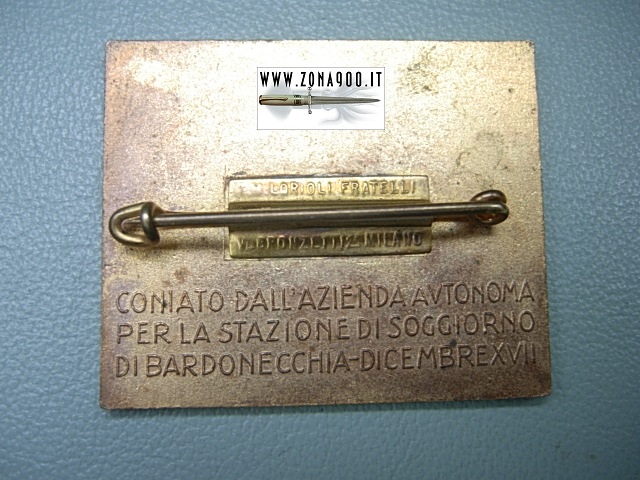 WWW.ZONA900.IT
LORIOLI FRATELLI
MILANO
CONIATO DALL'AZIENDA AVTONOMA
PER LA STAZIONE DI SOGGIORNO
DI BARDONECCHIA-DICEMBRE XVII